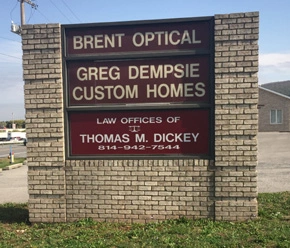 BRENT OPTICAL
GREG DEMPSIE
CUSTOM HOMES
LAW OFFICES OF
THOMAS M. DICKEY
814-942-7544